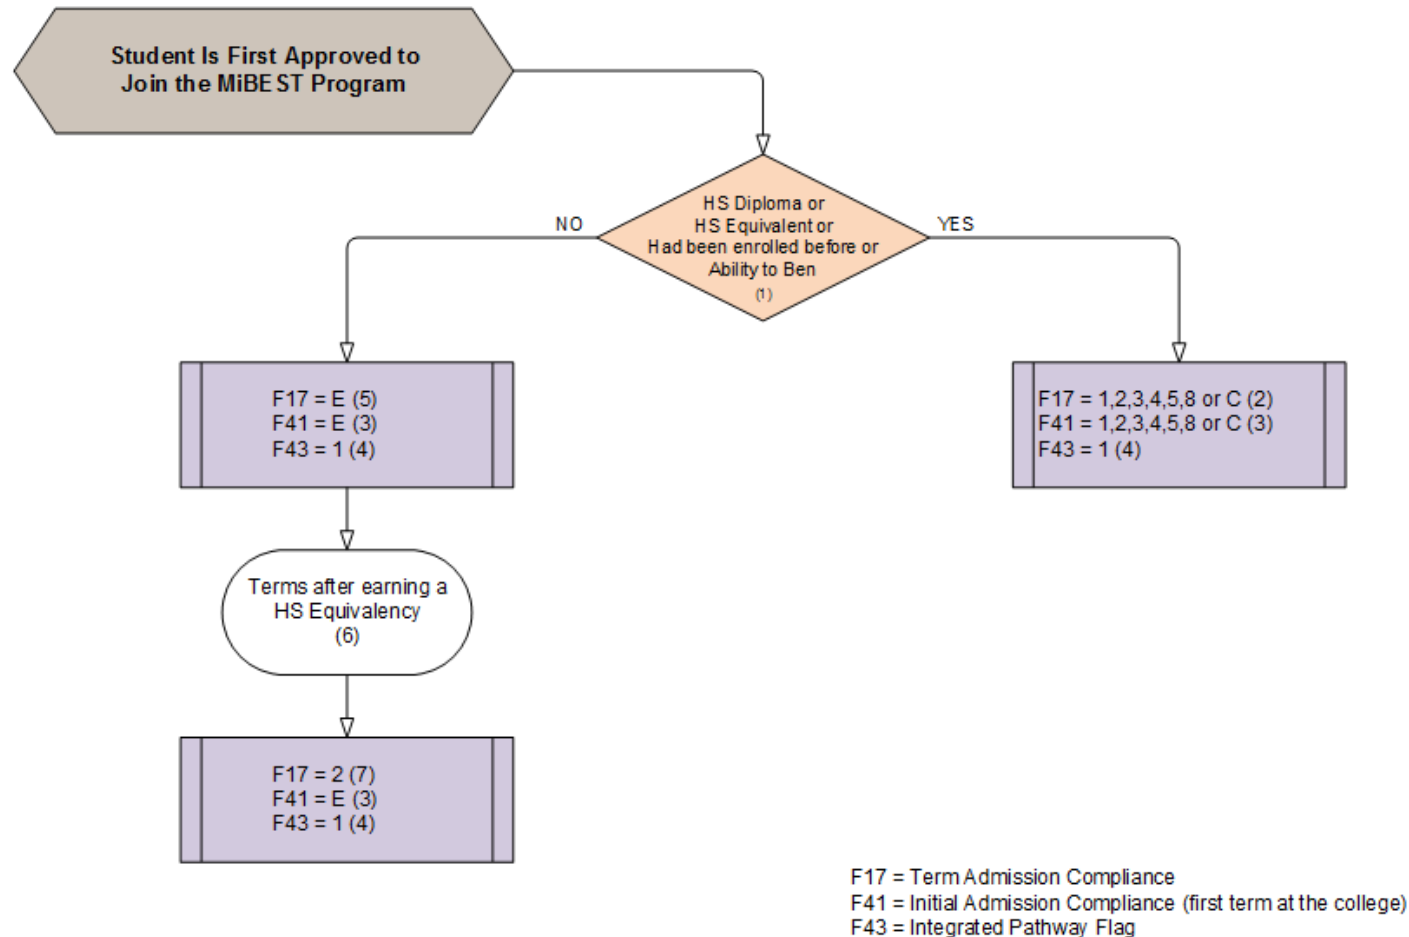 Student Is First Approved to
Join the MiBEST Program
HS Diploma or
HS Equivalent or
Had been enrolled before or
Ability to Ben
(1)
NO
YES
F17 = E (5)
F41 = E (3)
F43 = 1 (4)
F17 = 1,2,3,4,5,8 or C (2)
F41 = 1,2,3,4,5,8 or C (3)
F43 = 1 (4)
Terms after earning a
HS Equivalency
(6)
F17 = 2 (7)
F41 = E (3)
F43 = 1 (4)
F17 = Term Admission Compliance
F41 = Initial Admission Compliance (first term at the college)
F43 = Integrated Pathway Flag